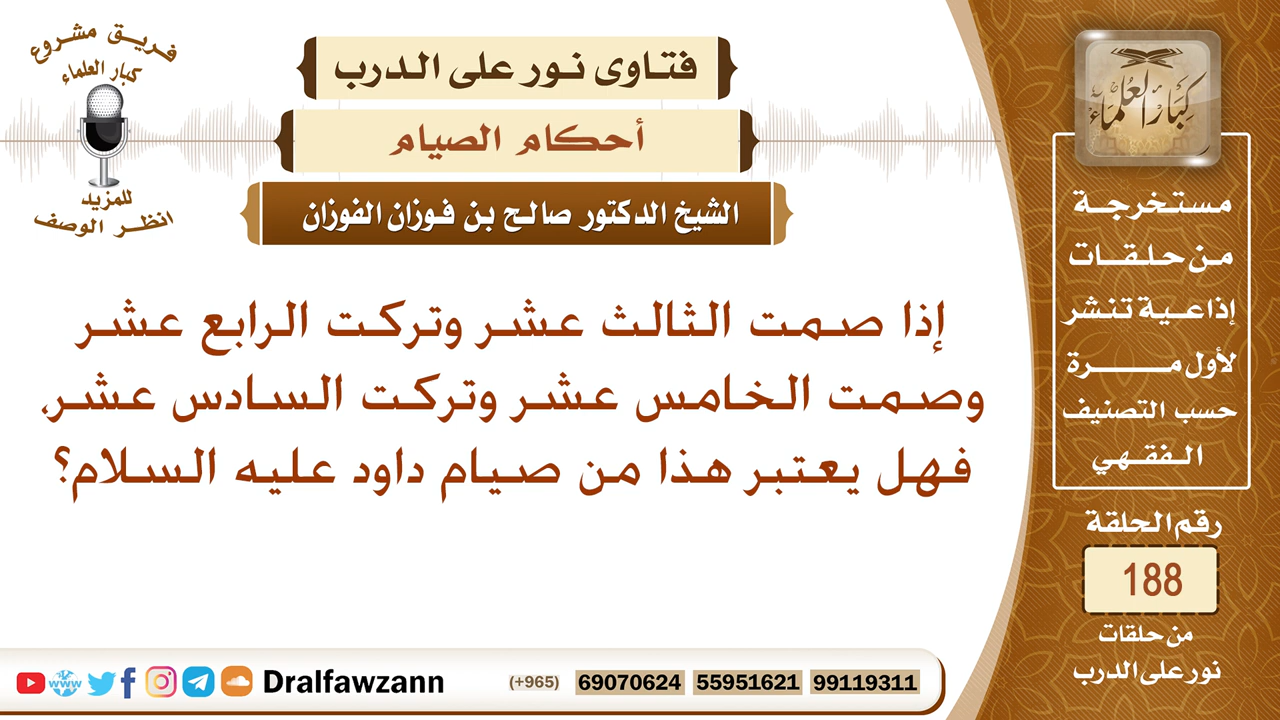 فريق مشروع
كبار العلماء
للمزيد
انظر الوصف
فتاوى نور على الدرب
أحكام الصيام
الشيخ الدكتور صالح بن فوزان الفوزان
إذا صمت الثالث عشر وتركت الرابع عشر
وصمت الخامس عشر وتركت السادس عشر،
فهل يعتبر هذا من صيام داود عليه السلام؟
كبار العلماء
مستخرجة
من حلقات
إذاعية تنشر
لأول مرة
حسب التصنيف
الفقهي
رقم الحلقة
188
من حلقات
نور على الدرب
www
Dralfawzann
(+965) 69070624 55951621 99119311